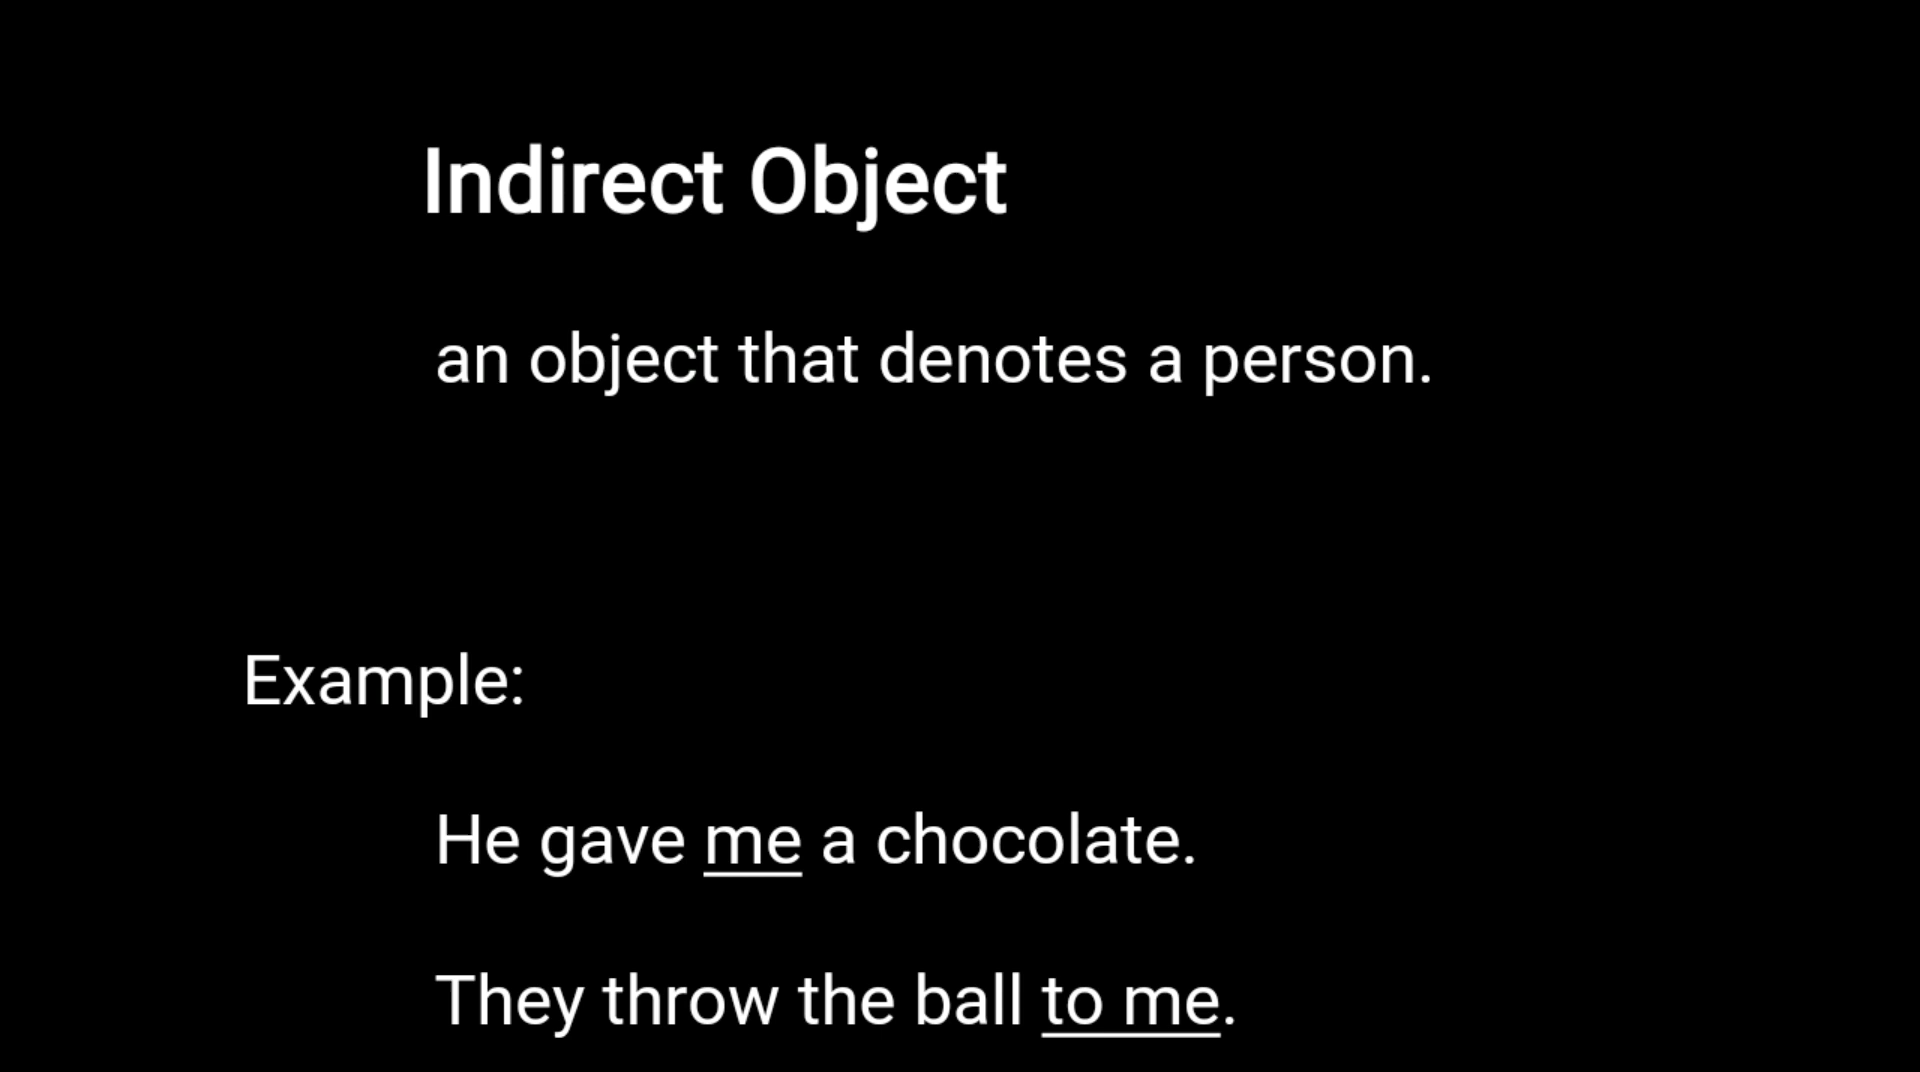 Indirect Object
an object that denotes a person.
Example:
He gave me a chocolate.
They throw the ball to me.